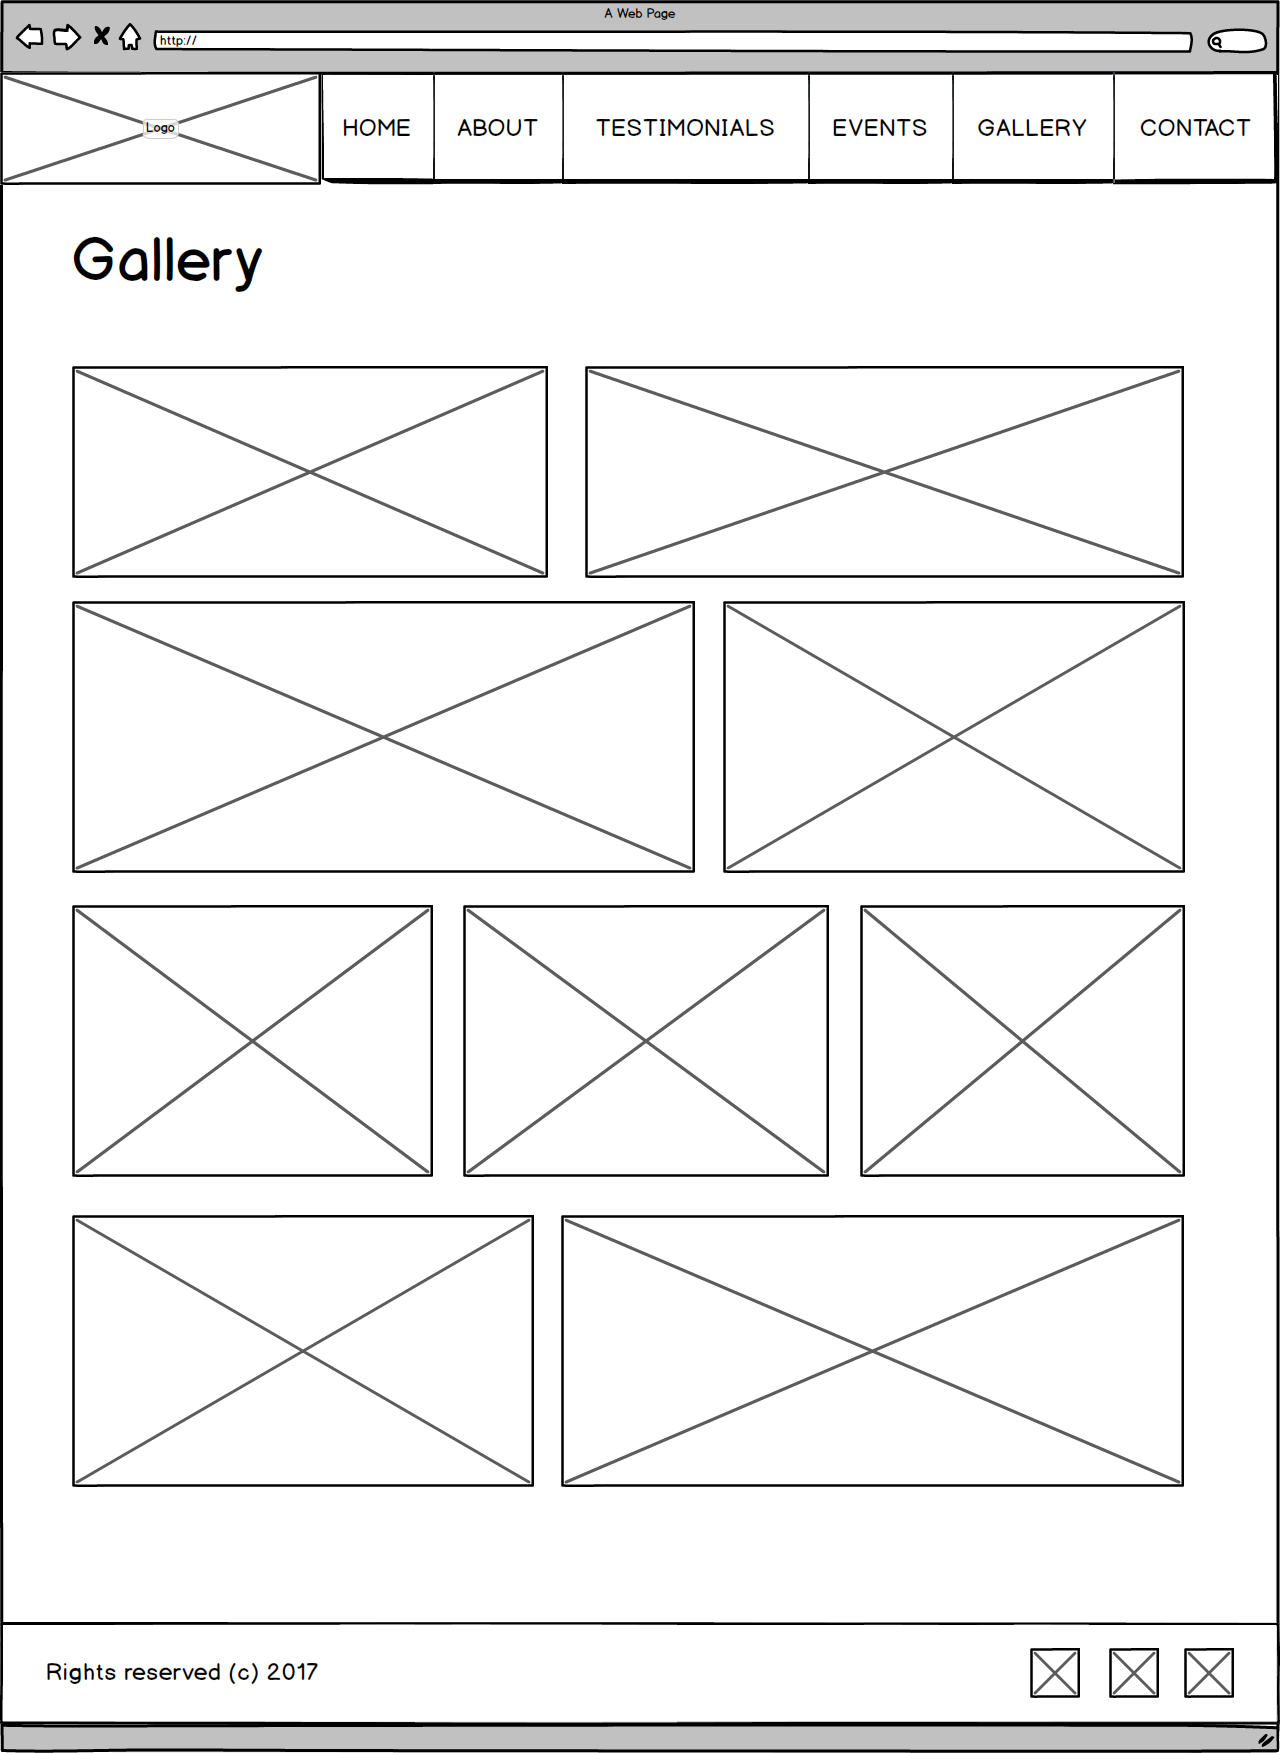 A Web Page
http://
Logo
HOME
ABOUT
TESTIMONIALS
EVENTS
GALLERY
CONTACT
Gallery
Rights reserved (c) 2017